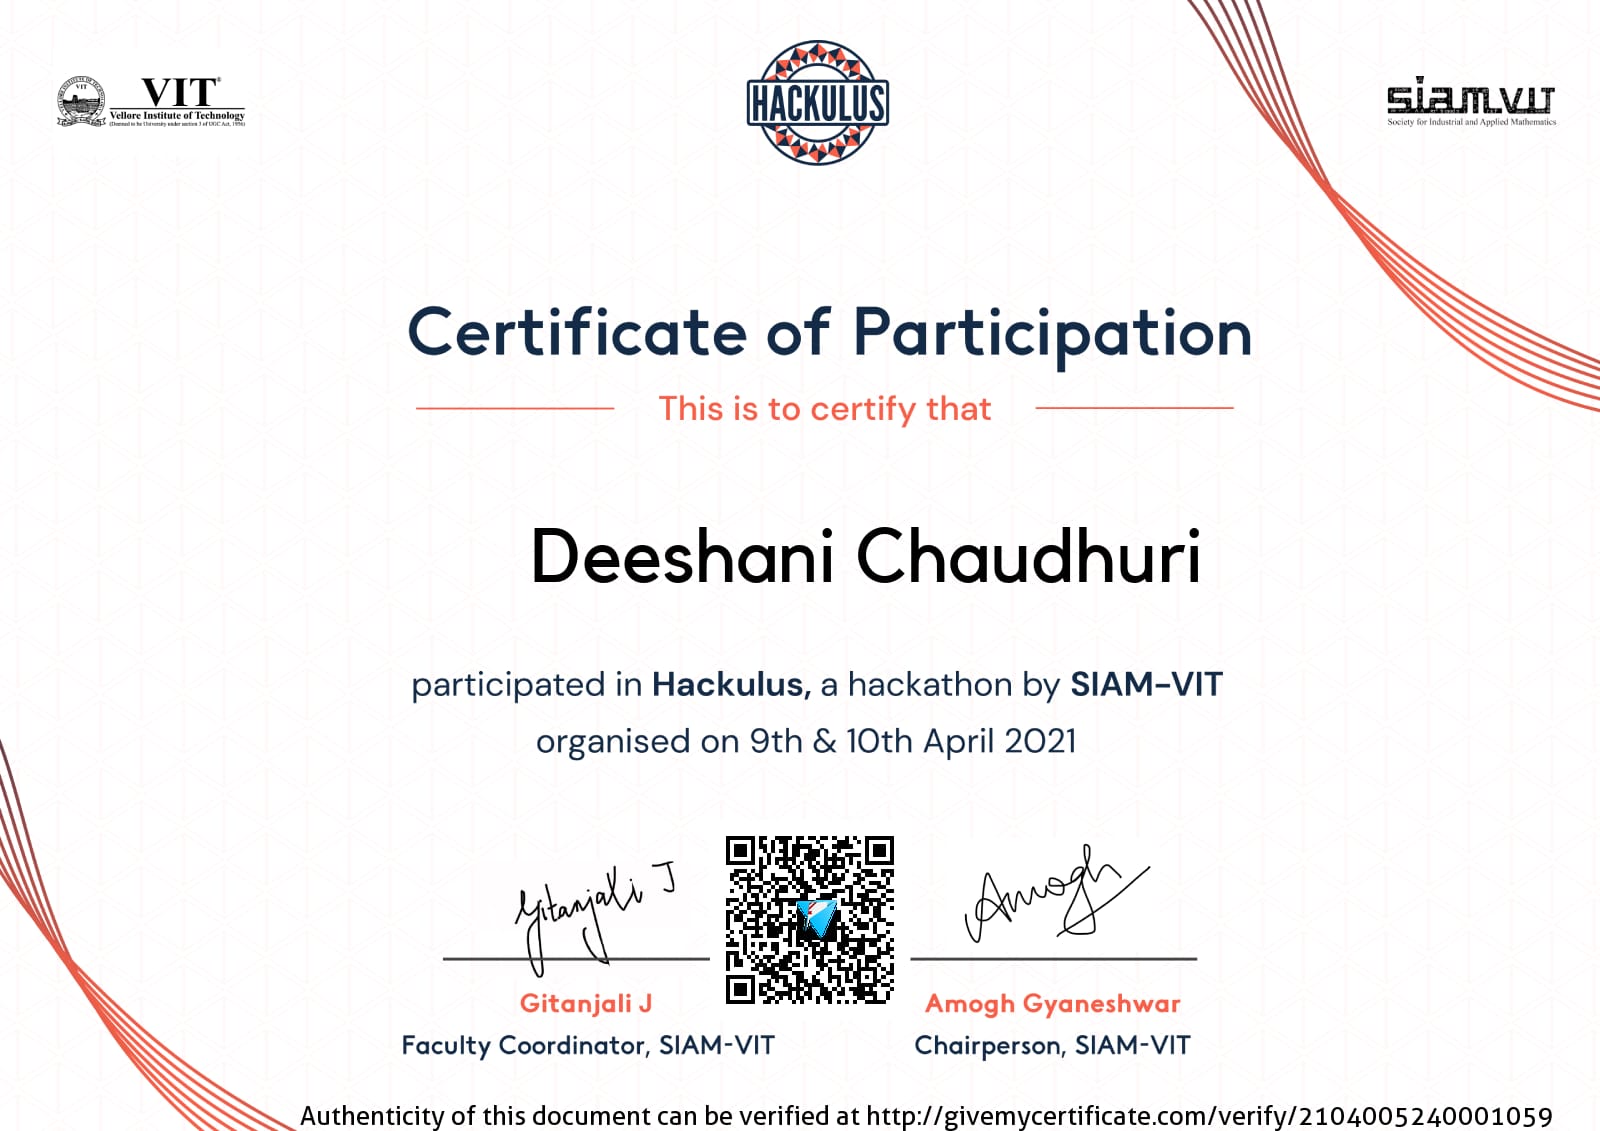 VIT®
Vellore Institute of Technology
(Deemed to be University under section 3 of UGC Act, 1956)
HACKULUS
SIAM.VIT
Society for Industrial and Applied Mathematics
Certificate of Participation
This is to certify that
Deeshani Chaudhuri
participated in Hackulus, a hackathon by SIAM-VIT
organised on 9th & 10th April 2021
Gitanjali J
Amogh
Gitanjali J
Amogh Gyaneshwar
Faculty Coordinator, SIAM-VIT
Chairperson, SIAM-VIT
Authenticity of this document can be verified at http://givemycertificate.com/verify/2104005240001059